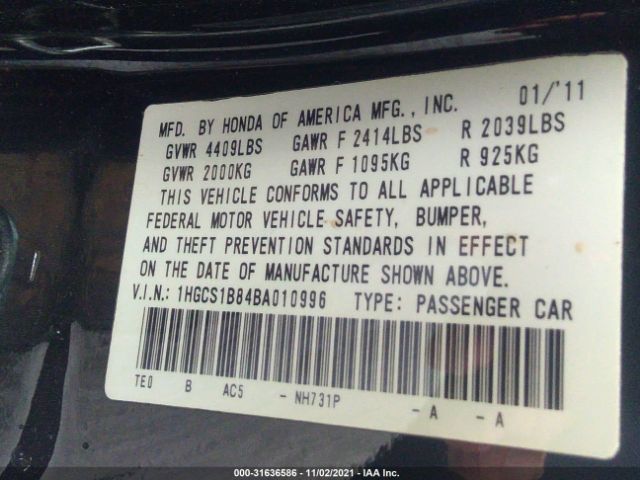 MFD. BY HONDA OF AMERICA MFG., INC. 01/'11
GVWR 4409LBS GAWR F 2414LBS R 2039LBS
GVWR 2000KG GAWR F 1095KG R 925KG
THIS VEHICLE CONFORMS TO ALL APPLICABLE
FEDERAL MOTOR VEHICLE SAFETY, BUMPER,
AND THEFT PREVENTION STANDARDS IN EFFECT
ON THE DATE OF MANUFACTURE SHOWN ABOVE.
V.I.N.: 1HGCS1B84BA010996 TYPE: PASSENGER CAR
TE0 B AC5 - NH731P - A - A
000-31636586 - 11/02/2021 - IAA Inc.